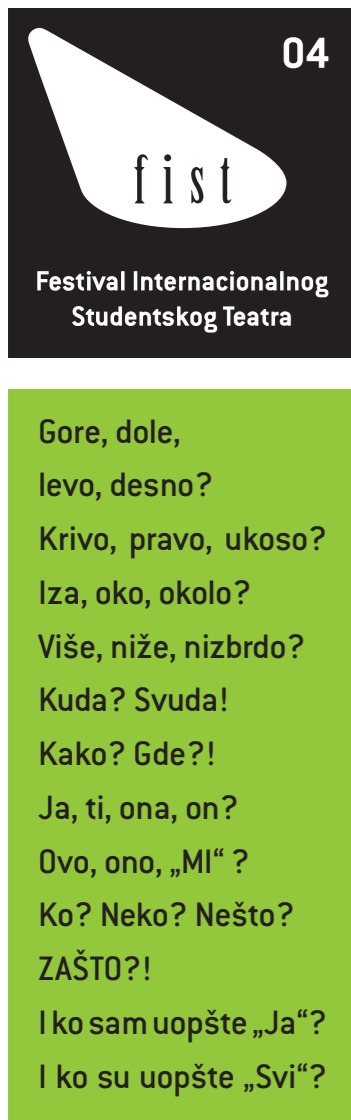 04
fist
Festival Internacionalnog
Studentskog Teatra
Gore, dole,
levo, desno?
Krivo, pravo, ukoso?
Iza, oko, okolo?
Više, niže, nizbrdo?
Kuda? Svuda!
Kako? Gde?!
Ja, ti, ona, on?
Ovo, ono, „MI“ ?
Ko? Neko? Nešto?
ZAŠTO?!
I ko sam uopšte „Ja“?
I ko su uopšte „Svi“?